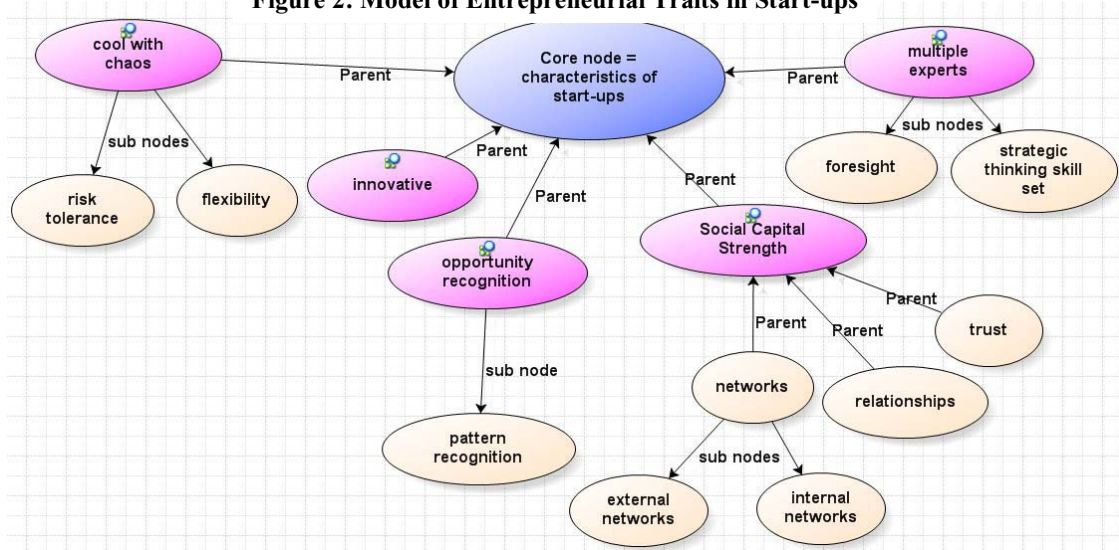 Figure 2: Model of Entrepreneurial Traits in Start-ups
cool with
chaos
Parent
Core node =
characteristics of
start-ups
Parent
multiple
experts
sub nodes
risk
tolerance
flexibility
innovative
Parent
Parent
opportunity
recognition
sub node
pattern
recognition
Parent
Social Capital
Strength
sub nodes
foresight
strategic
thinking skill
set
Parent
Parent
Parent
trust
networks
relationships
sub nodes
external
networks
internal
networks